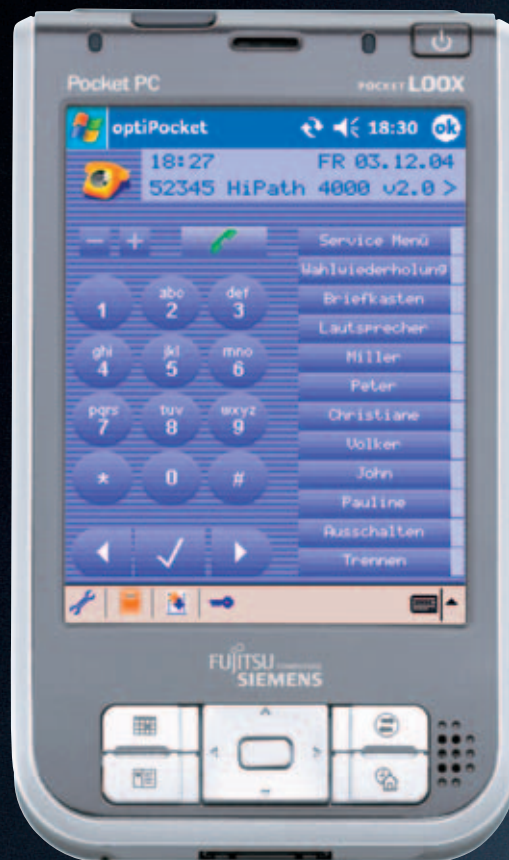 Pocket PC
POCKET LOOX
optiPocket
18:30 ok
18:27 FR 03.12.04
52345 HiPath 4000 v2.0 >
- +
Service Menü
Wahlwiederholung
Briefkasten
Lautsprecher
Miller
Peter
Christiane
Volker
John
Pauline
Ausschalten
Trennen
1
abc
2
def
3
ghi
4
jkl
5
mno
6
pqrs
7
tuv
8
wxyz
9
* 0 #
FUJITSU COMPUTERS
SIEMENS